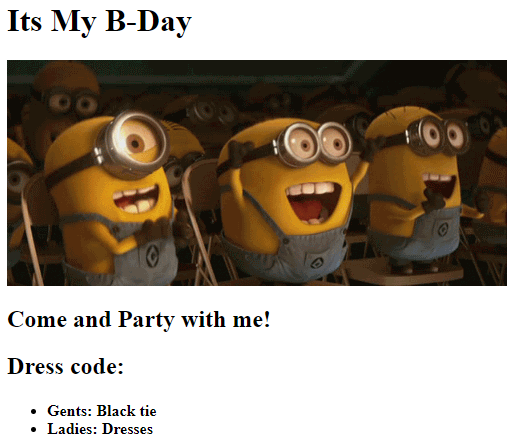 Its My B-Day
Come and Party with me!
Dress code:
Gents: Black tie
Ladies: Dresses